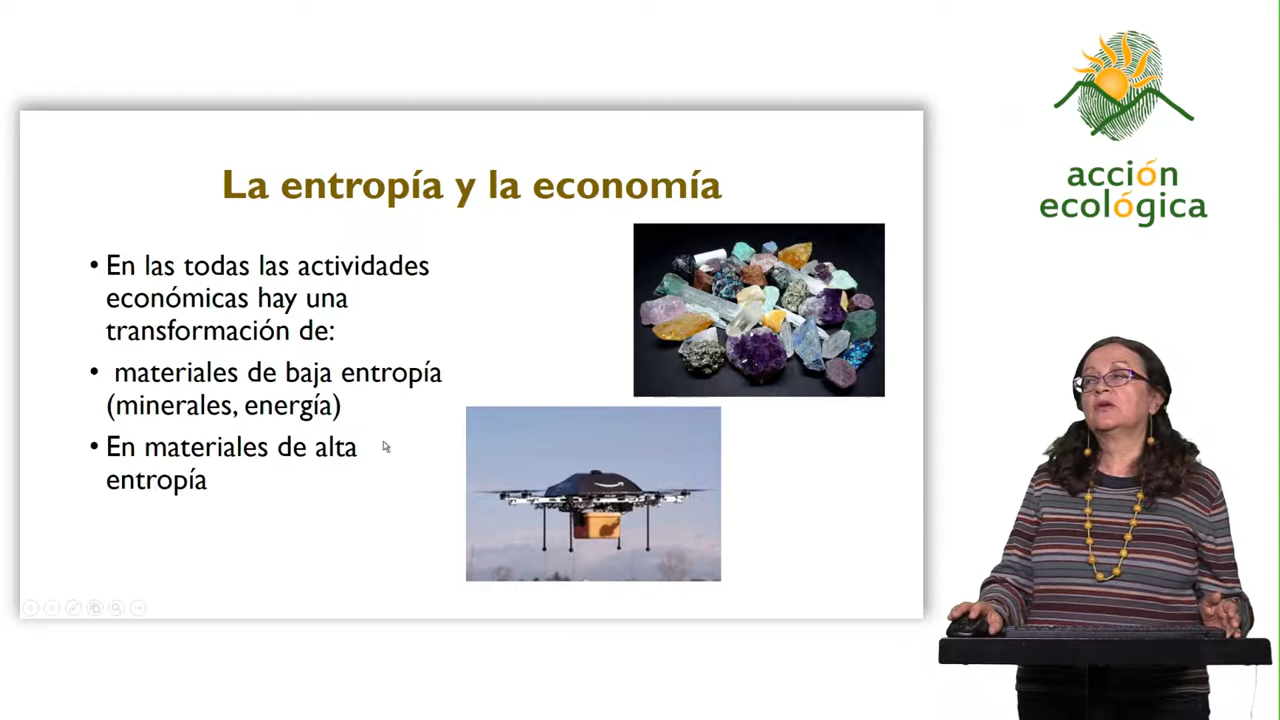 La entropía y la economía
• En las todas las actividades
económicas hay una
transformación de:
• materiales de baja entropía
(minerales, energía)
• En materiales de alta
entropía
acción
ecológica